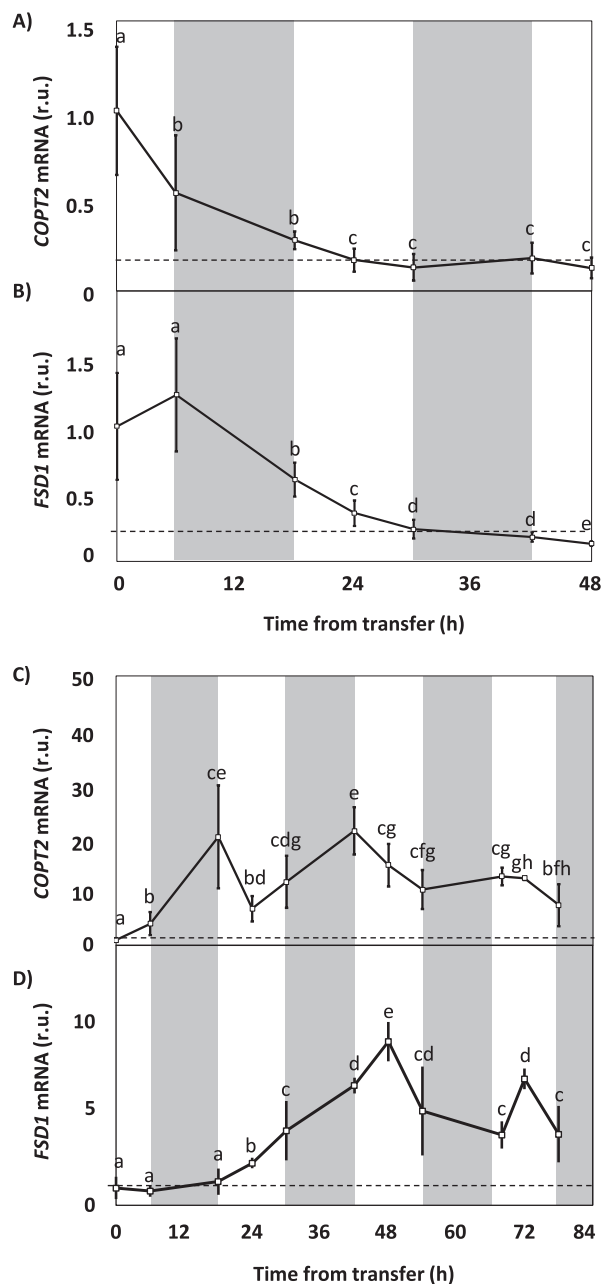 A)
1.5
1.0
0.5
0
COPT2 mRNA (r.u.)
a
b
b
c
c
c
c
B)
1.5
1.0
0.5
0
FSD1 mRNA (r.u.)
a
a
b
c
d
d
e
0 12 24 36 48
Time from transfer (h)
C)
50
40
30
20
10
0
COPT2 mRNA (r.u.)
a
b
ce
bd
cdg
e
cg
cfg
cg
gh
bfh
D)
10
5
0
FSD1 mRNA (r.u.)
a
a
a
b
c
d
e
cd
c
d
c
0 12 24 36 48 60 72 84
Time from transfer (h)